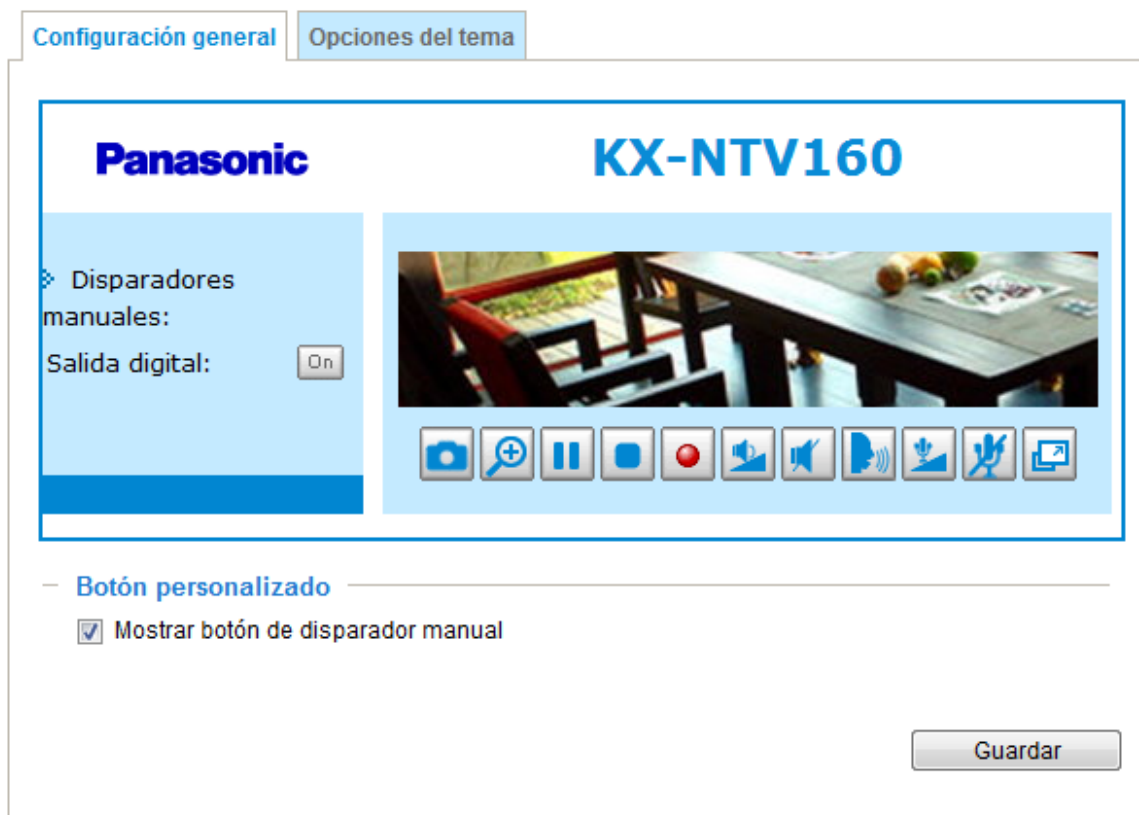 Configuración general
Opciones del tema
Panasonic
KX-NTV160
Disparadores
manuales:
Salida digital:
On
Botón personalizado
Mostrar botón de disparador manual
Guardar